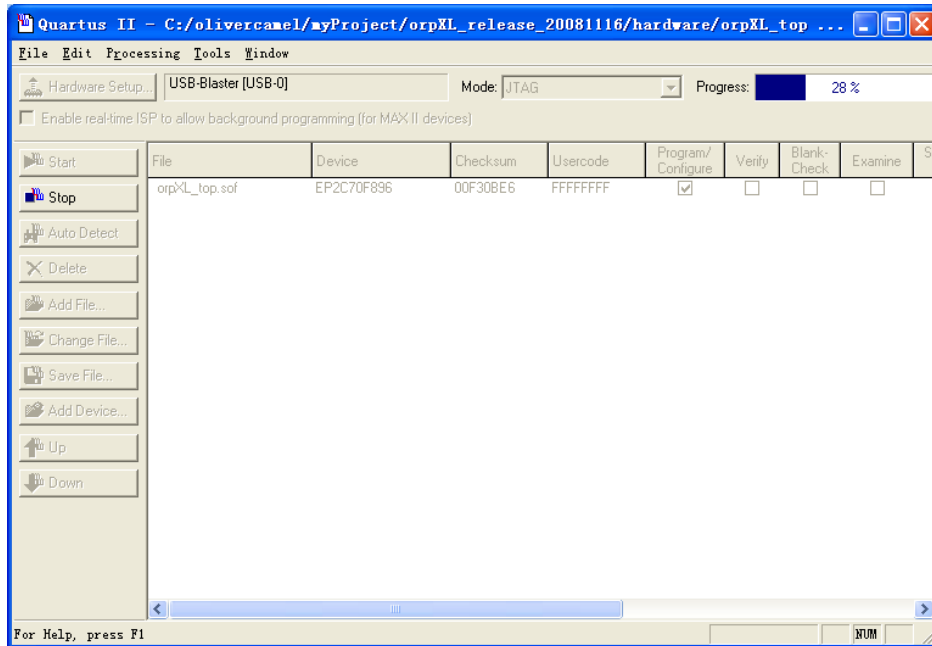 Quartus II - C:/olivercamel/myProject/orpXL_release_20081116/hardware/orpXL_top ...
File Edit Processing Tools Window
Hardware Setup... USB-Blaster [USB-0] Mode: JTAG Progress: 28 %
Enable real-time ISP to allow background programming (for MAX II devices)
Start
Stop
Auto Detect
Delete
Add File...
Change File...
Save File...
Add Device...
Up
Down
File Device Checksum Usercode Program/ Configure Verify Blank- Check Examine S
orpXL_top.sof EP2C70F896 00F30BE6 FFFFFFFF
For Help, press F1 NUM